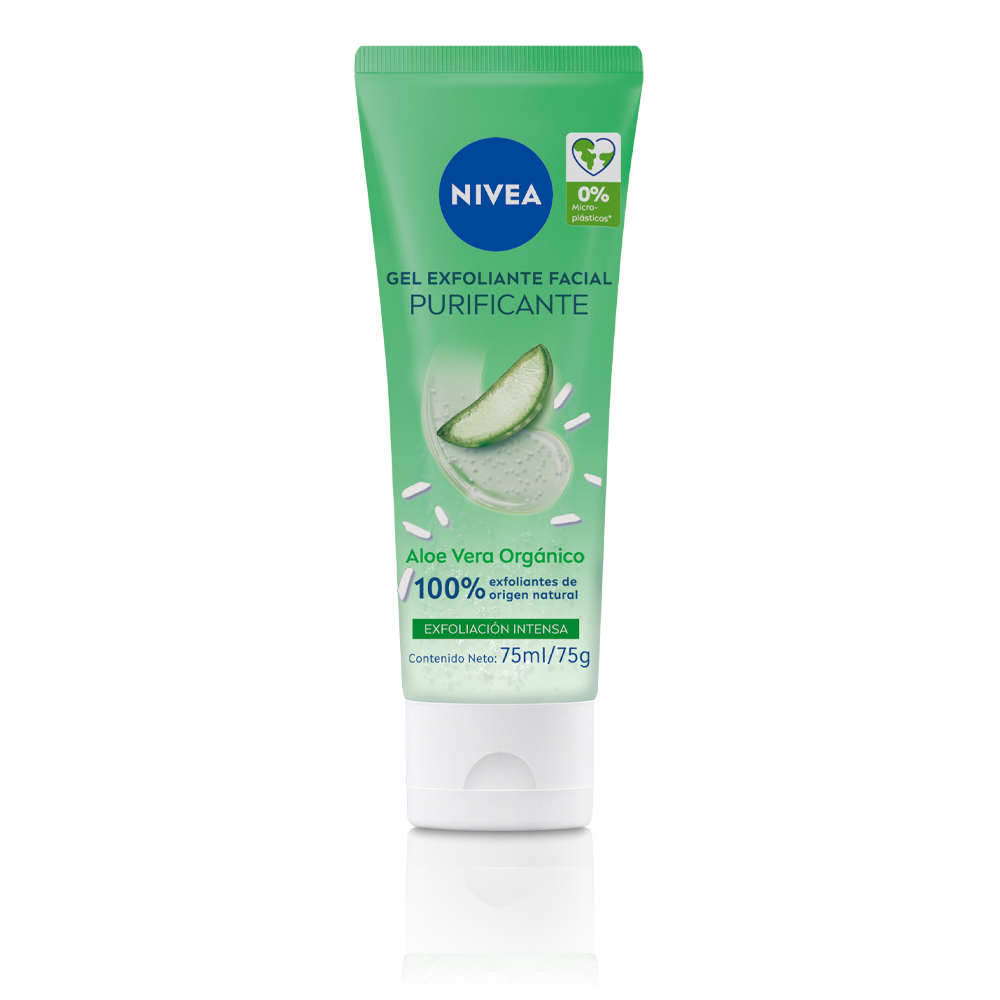 NIVEA
0%
Micro-
plásticos*
GEL EXFOLIANTE FACIAL
PURIFICANTE
Aloe Vera Orgánico
100% exfoliantes de
origen natural
EXFOLIACIÓN INTENSA
Contenido Neto: 75ml/75g